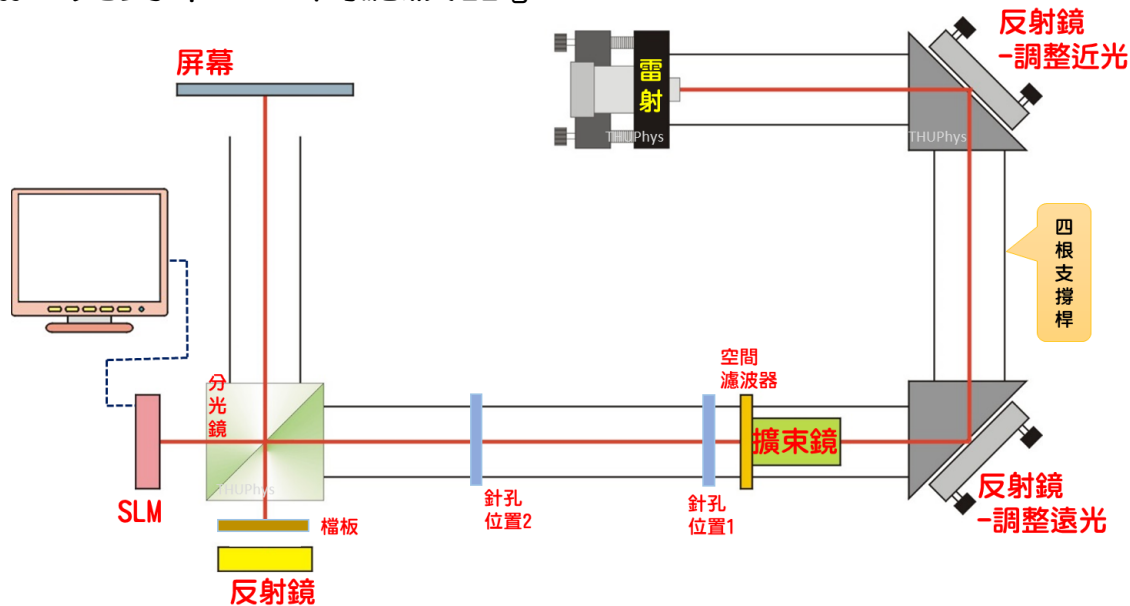 反射鏡
-調整近光
屏幕
雷
射
THUPhys
THUPhys
四
根
支
撐
桿
空間
濾波器
分
光
鏡
擴束鏡
THUPhys
SLM
針孔
位置2
針孔
位置1
反射鏡
-調整遠光
檔板
反射鏡